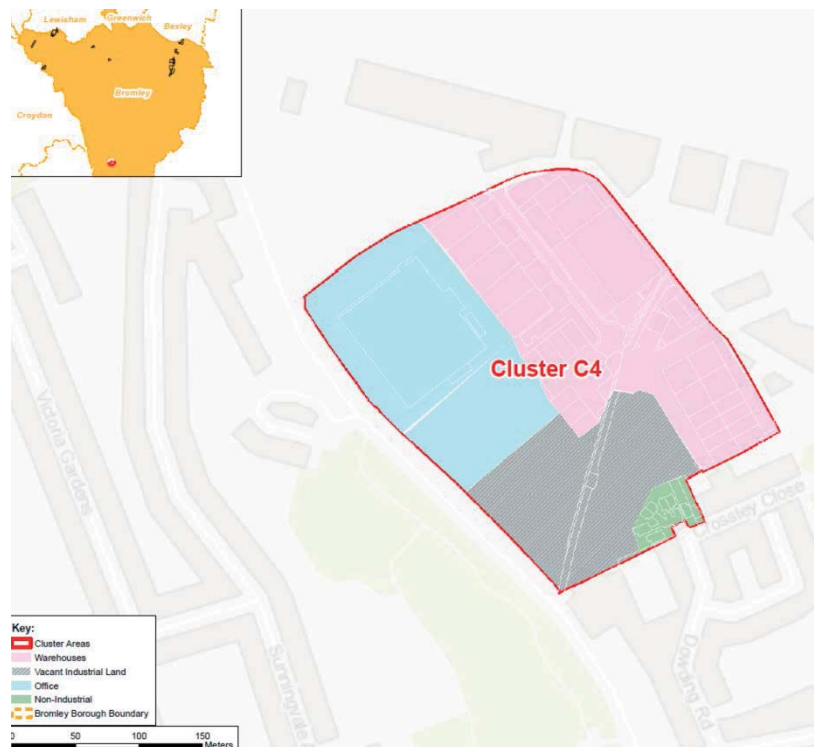 Lewisham
Greenwich
Bexley
Bromley
Croydon
Cluster C4
Victoria Gardens
Crossley Close
Dowding Rd
Sunningvale
Key:
Cluster Areas
Warehouses
Vacant Industrial Land
Office
Non-Industrial
Bromley Borough Boundary
0 50 100 150
Meters